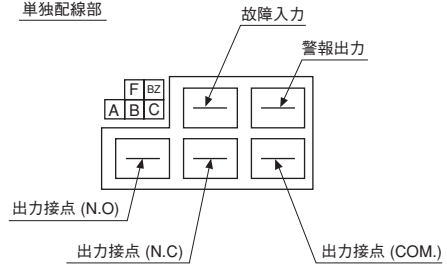 単独配線部
故障入力
警報出力
F BZ
A B C
出力接点 (N.O)
出力接点 (N.C)
出力接点 (COM.)